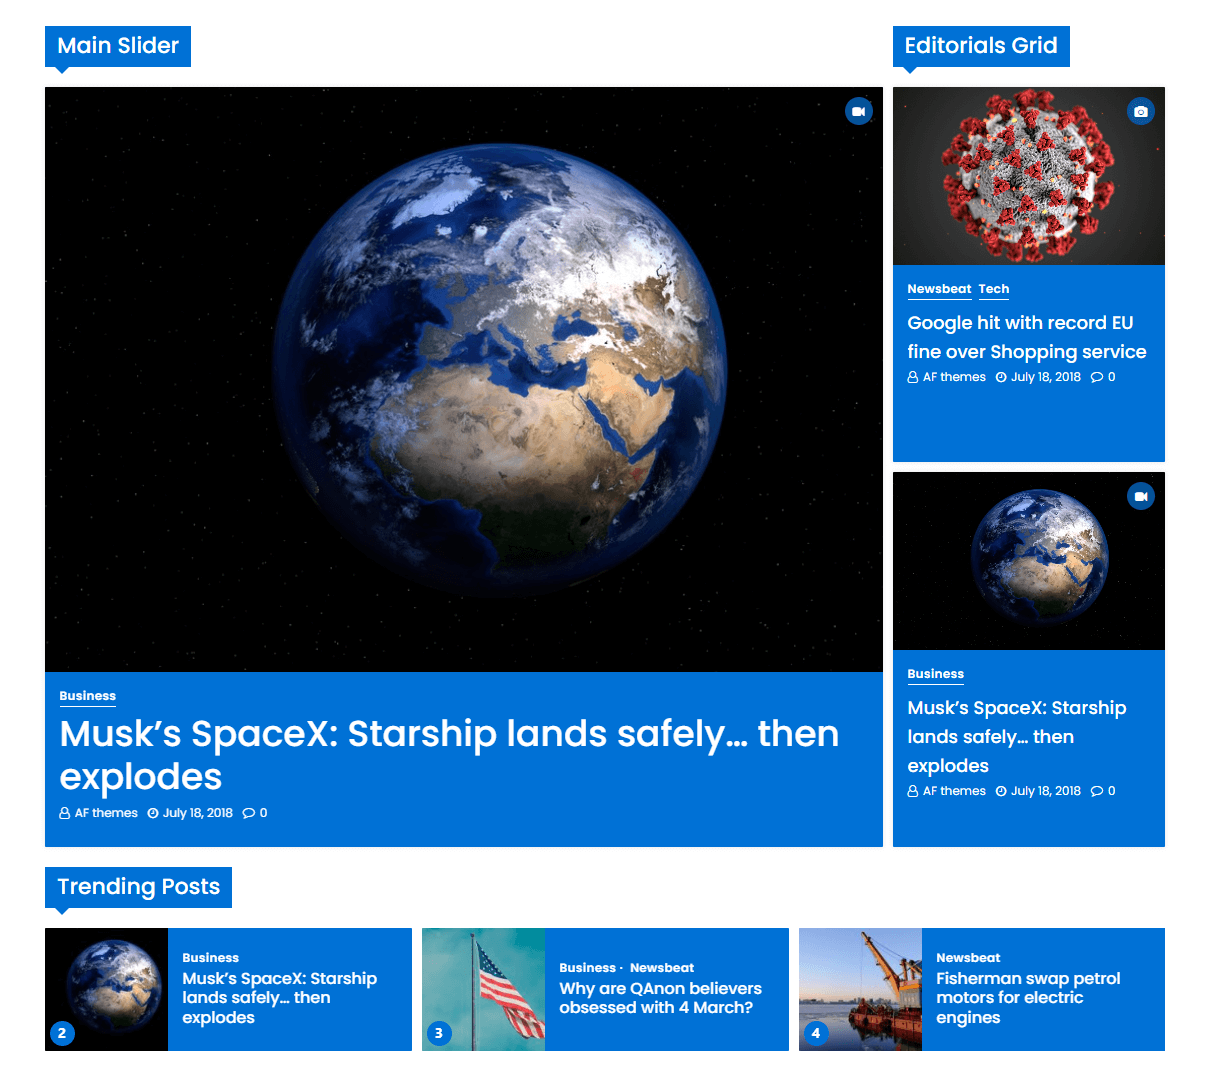 Main Slider
Editorials Grid
Business
Musk’s SpaceX: Starship lands safely… then
explodes
AF themes July 18, 2018 0
Newsbeat Tech
Google hit with record EU
fine over Shopping service
AF themes July 18, 2018 0
Business
Musk’s SpaceX: Starship
lands safely… then
explodes
AF themes July 18, 2018 0
Trending Posts
2
Business
Musk’s SpaceX: Starship
lands safely… then
explodes
3
Business · Newsbeat
Why are QAnon believers
obsessed with 4 March?
4
Newsbeat
Fisherman swap petrol
motors for electric
engines